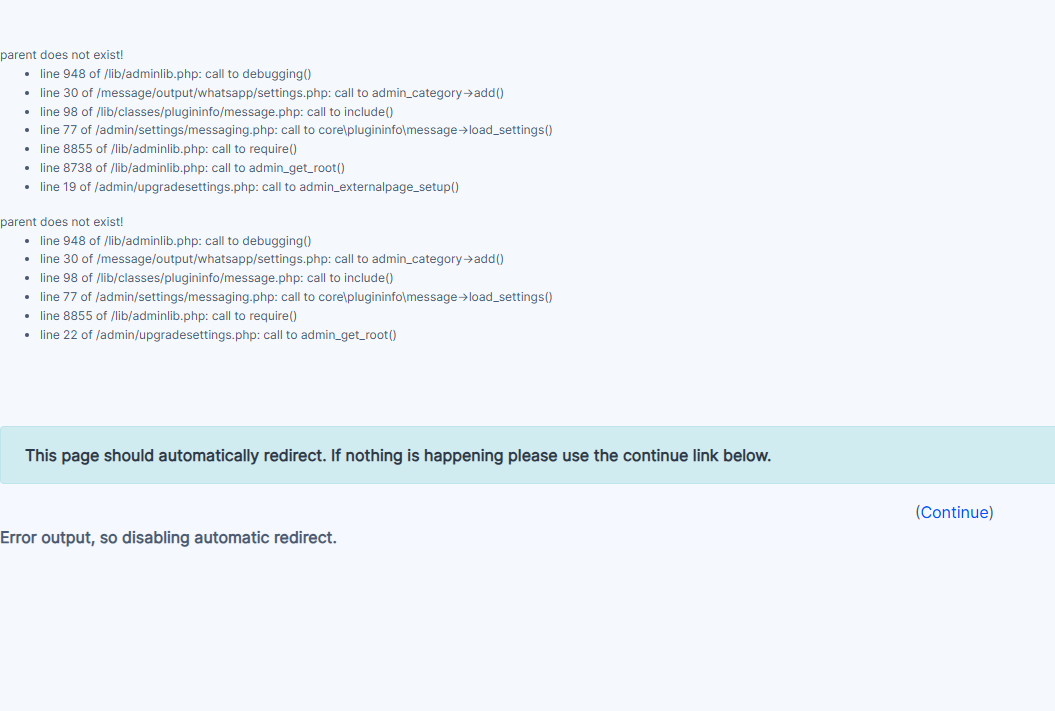 parent does not exist!
• line 948 of /lib/adminlib.php: call to debugging()
• line 30 of /message/output/whatsapp/settings.php: call to admin_category->add()
• line 98 of /lib/classes/plugininfo/message.php: call to include()
• line 77 of /admin/settings/messaging.php: call to core\plugininfo\message->load_settings()
• line 8855 of /lib/adminlib.php: call to require()
• line 8738 of /lib/adminlib.php: call to admin_get_root()
• line 19 of /admin/upgradesettings.php: call to admin_externalpage_setup()
parent does not exist!
• line 948 of /lib/adminlib.php: call to debugging()
• line 30 of /message/output/whatsapp/settings.php: call to admin_category->add()
• line 98 of /lib/classes/plugininfo/message.php: call to include()
• line 77 of /admin/settings/messaging.php: call to core\plugininfo\message->load_settings()
• line 8855 of /lib/adminlib.php: call to require()
• line 22 of /admin/upgradesettings.php: call to admin_get_root()
This page should automatically redirect. If nothing is happening please use the continue link below.
(Continue)
Error output, so disabling automatic redirect.